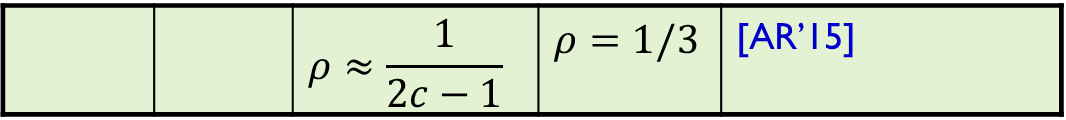 ρ ≈ 1/(2c − 1) ρ = 1/3 [AR'15]